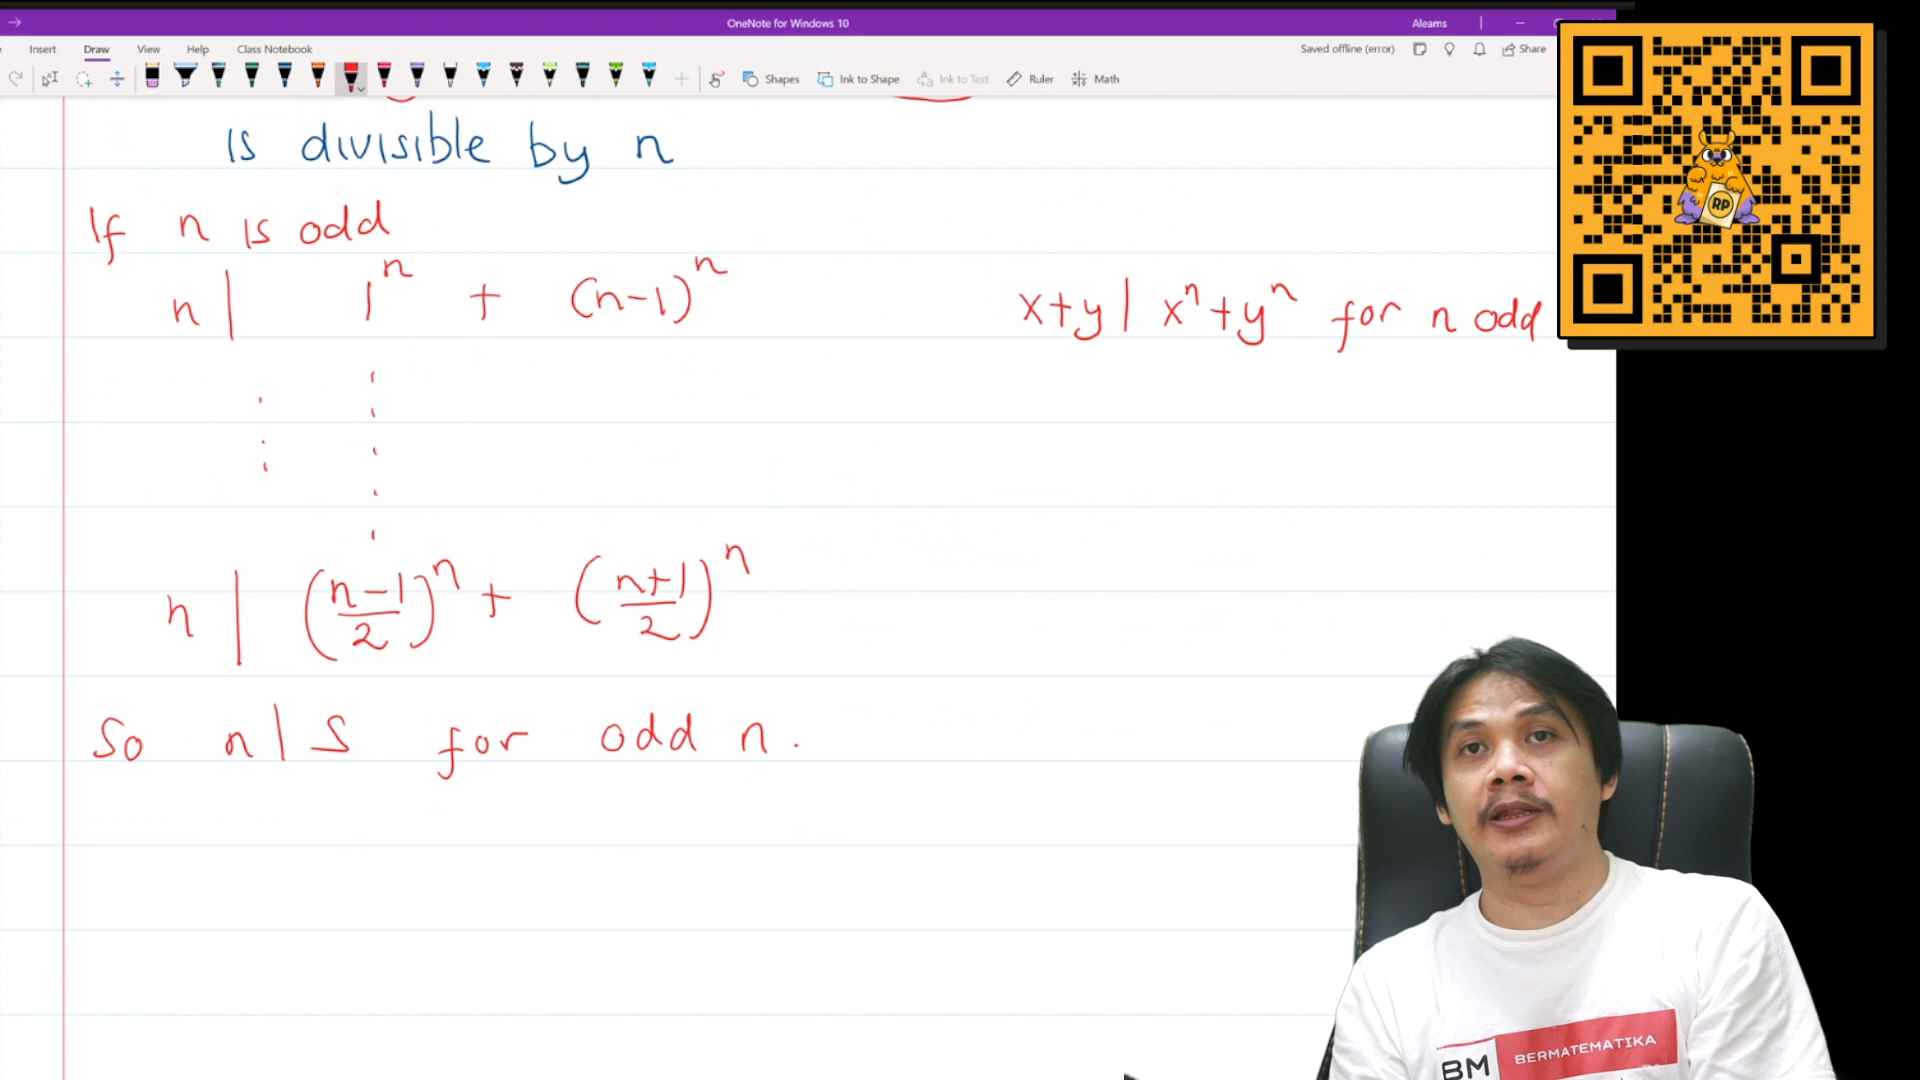 OneNote for Windows 10
Aleams
Insert Draw View Help Class Notebook
Saved offline (error) Share
Shapes Ink to Shape Ink to Text Ruler Math
is divisible by n
If n is odd
n | 1^n + (n-1)^n
x+y | x^n+y^n for n odd
n | ((n-1)/2)^n + ((n+1)/2)^n
So n | S for odd n.
RP
BM BERMATEMATIKA